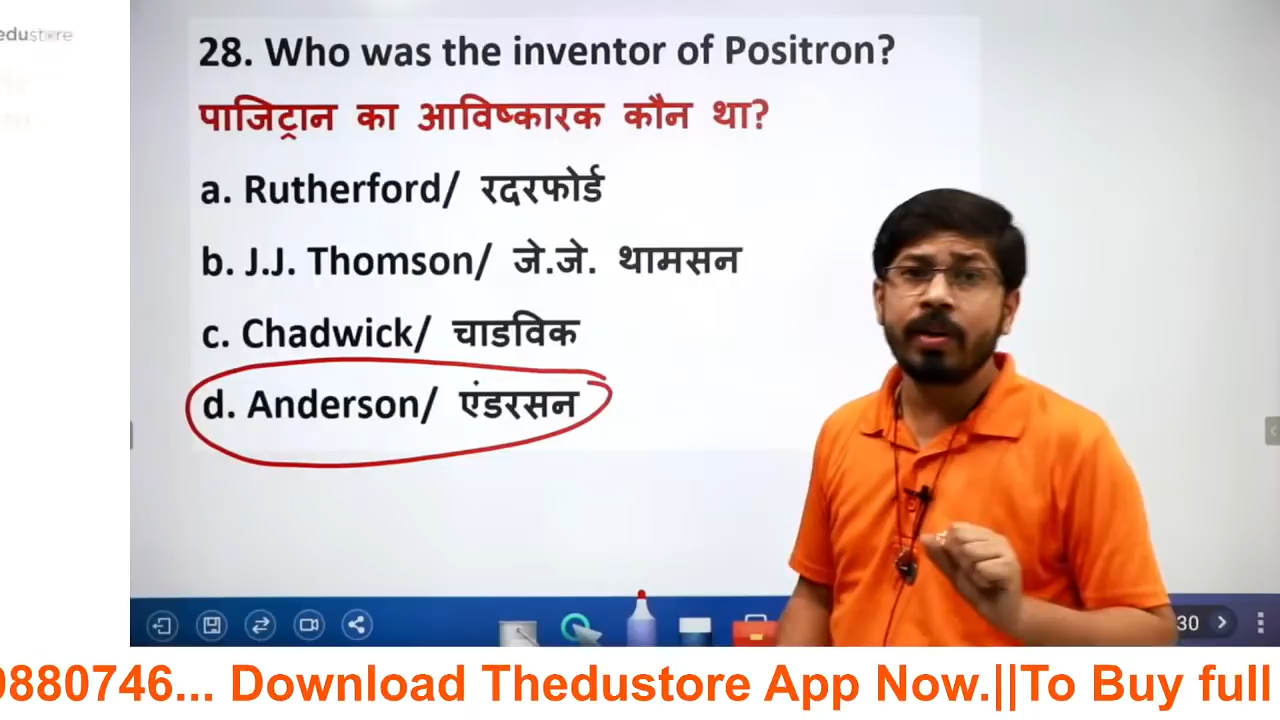 edustore
28. Who was the inventor of Positron?
पाजिट्रान का आविष्कारक कौन था?
a. Rutherford/ रदरफोर्ड
b. J.J. Thomson/ जे.जे. थामसन
c. Chadwick/ चाडविक
d. Anderson/ एंडरसन
30
0880746... Download Thedustore App Now.||To Buy full